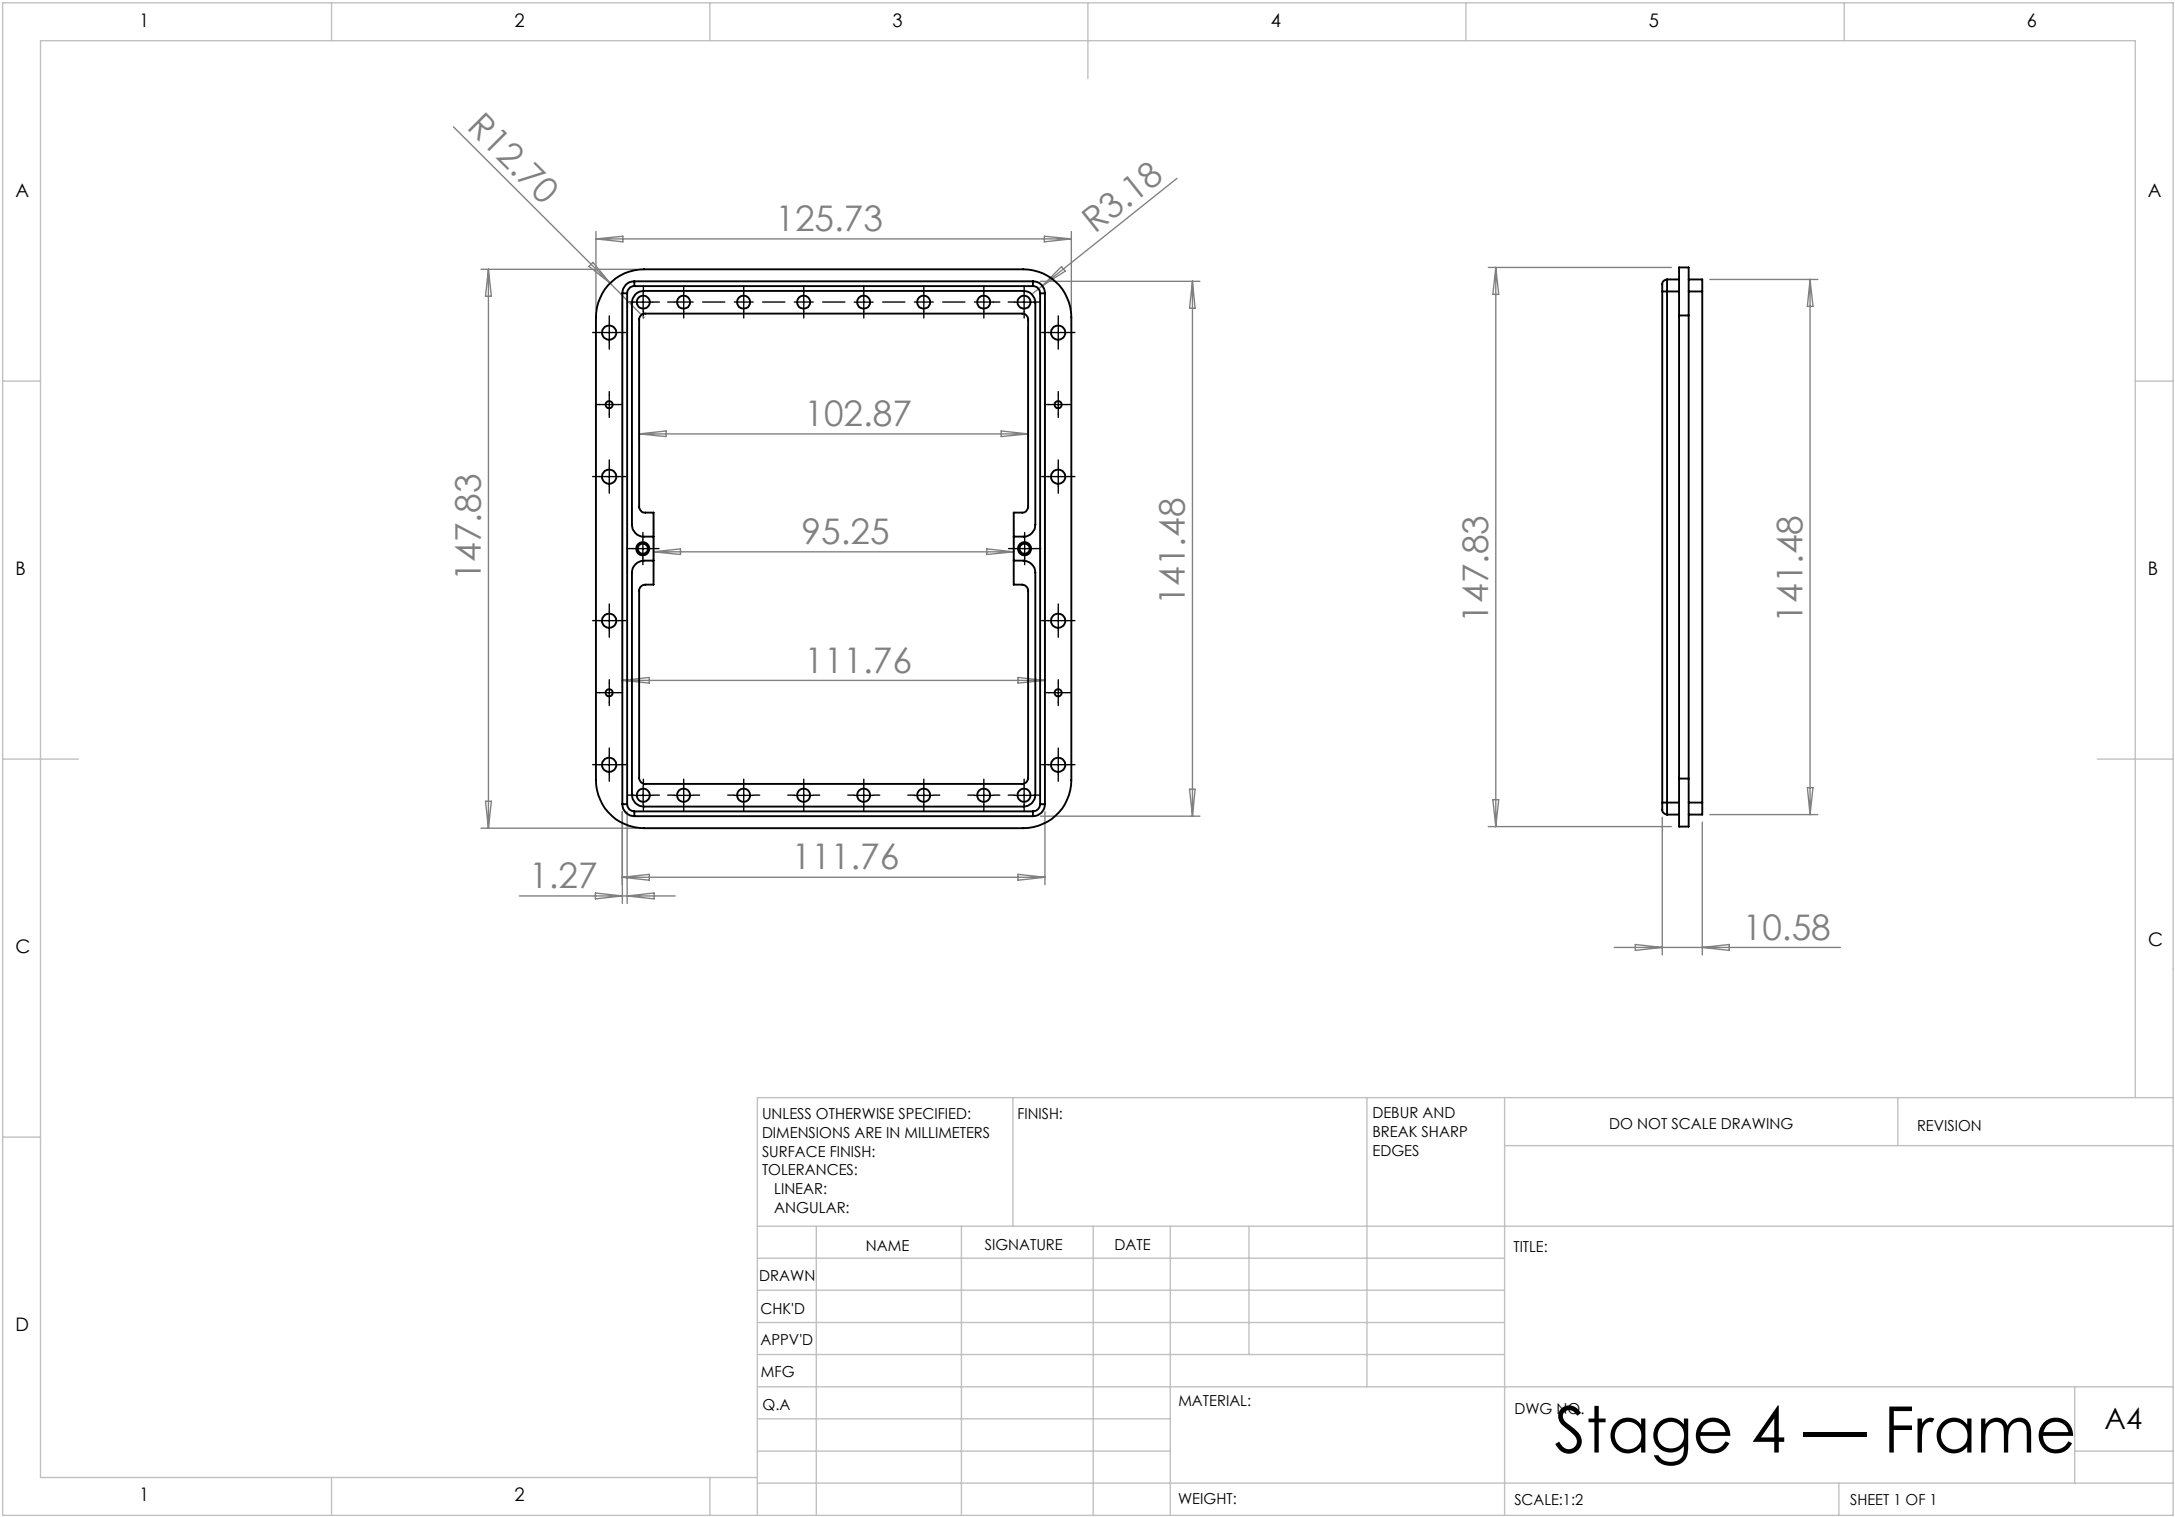 1 2 3 4 5 6
A A
B B
C C
D
R12.70
125.73
R3.18
102.87
147.83
95.25
141.48
111.76
111.76
1.27
147.83
141.48
10.58
UNLESS OTHERWISE SPECIFIED:
DIMENSIONS ARE IN MILLIMETERS
SURFACE FINISH:
TOLERANCES:
LINEAR:
ANGULAR:
FINISH:
DEBUR AND
BREAK SHARP
EDGES
DO NOT SCALE DRAWING
REVISION
NAME SIGNATURE DATE
DRAWN
CHK'D
APPV'D
MFG
Q.A
TITLE:
MATERIAL:
DWG NO.
Stage 4 — Frame
A4
WEIGHT:
SCALE:1:2
SHEET 1 OF 1
1 2